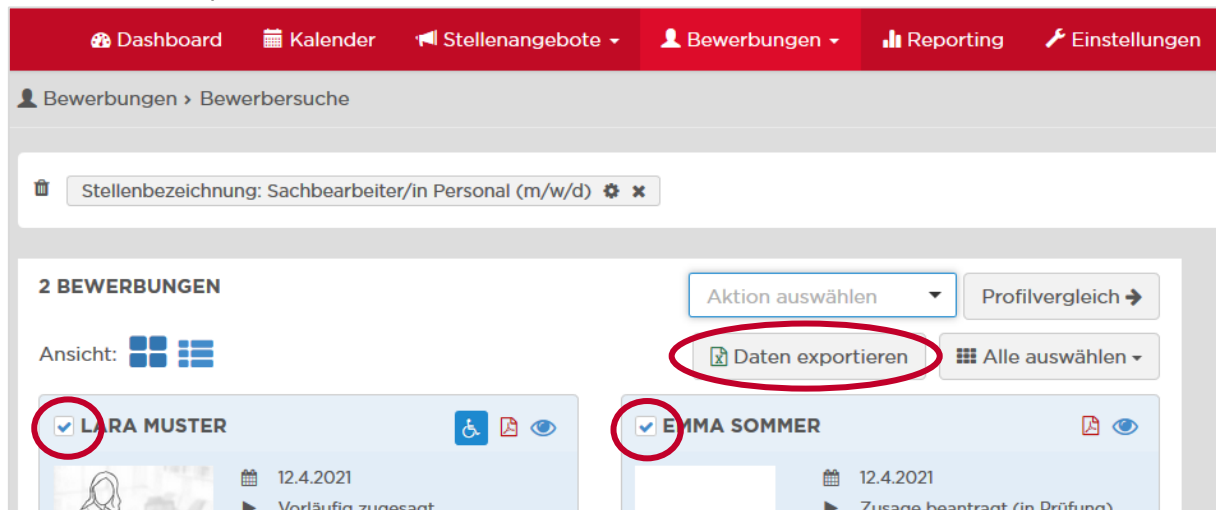 Dashboard Kalender Stellenangebote Bewerbungen Reporting Einstellungen
Bewerbungen › Bewerbersuche
Stellenbezeichnung: Sachbearbeiter/in Personal (m/w/d)
2 BEWERBUNGEN
Aktion auswählen Profilvergleich
Ansicht: Daten exportieren Alle auswählen
LARA MUSTER EMMA SOMMER
12.4.2021 12.4.2021
Vorläufig zugesagt Zusage beantragt (in Prüfung)